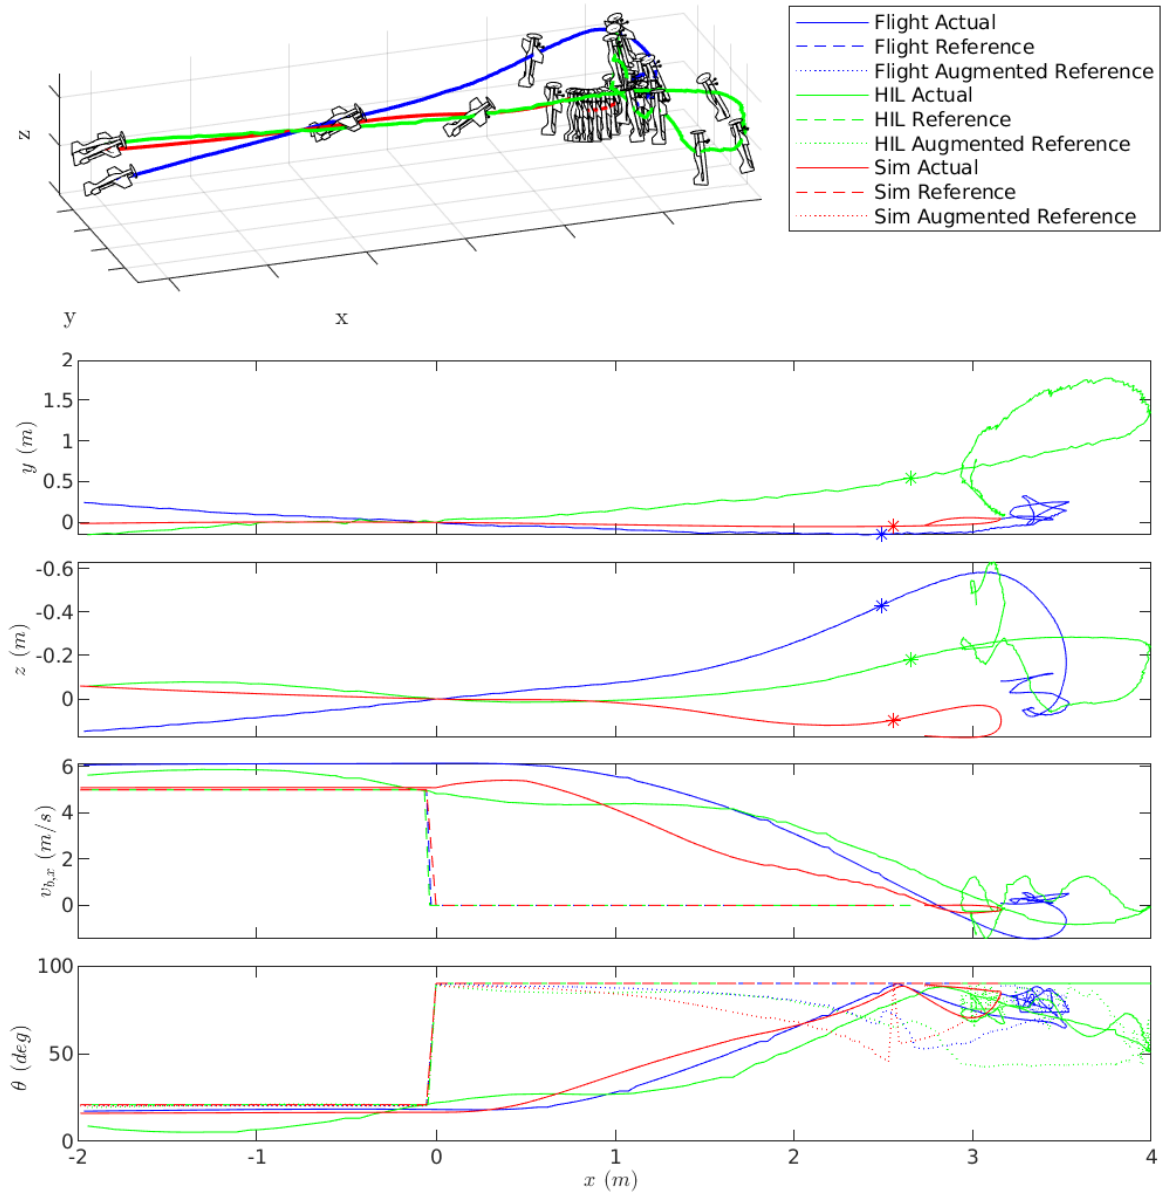 Flight Actual
Flight Reference
Flight Augmented Reference
HIL Actual
HIL Reference
HIL Augmented Reference
Sim Actual
Sim Reference
Sim Augmented Reference
z
y
x
2
1.5
1
0.5
0
y (m)
-0.6
-0.4
-0.2
0
z (m)
6
4
2
0
v_{b,x} (m/s)
100
50
0
θ (deg)
-2 -1 0 1 2 3 4
x (m)